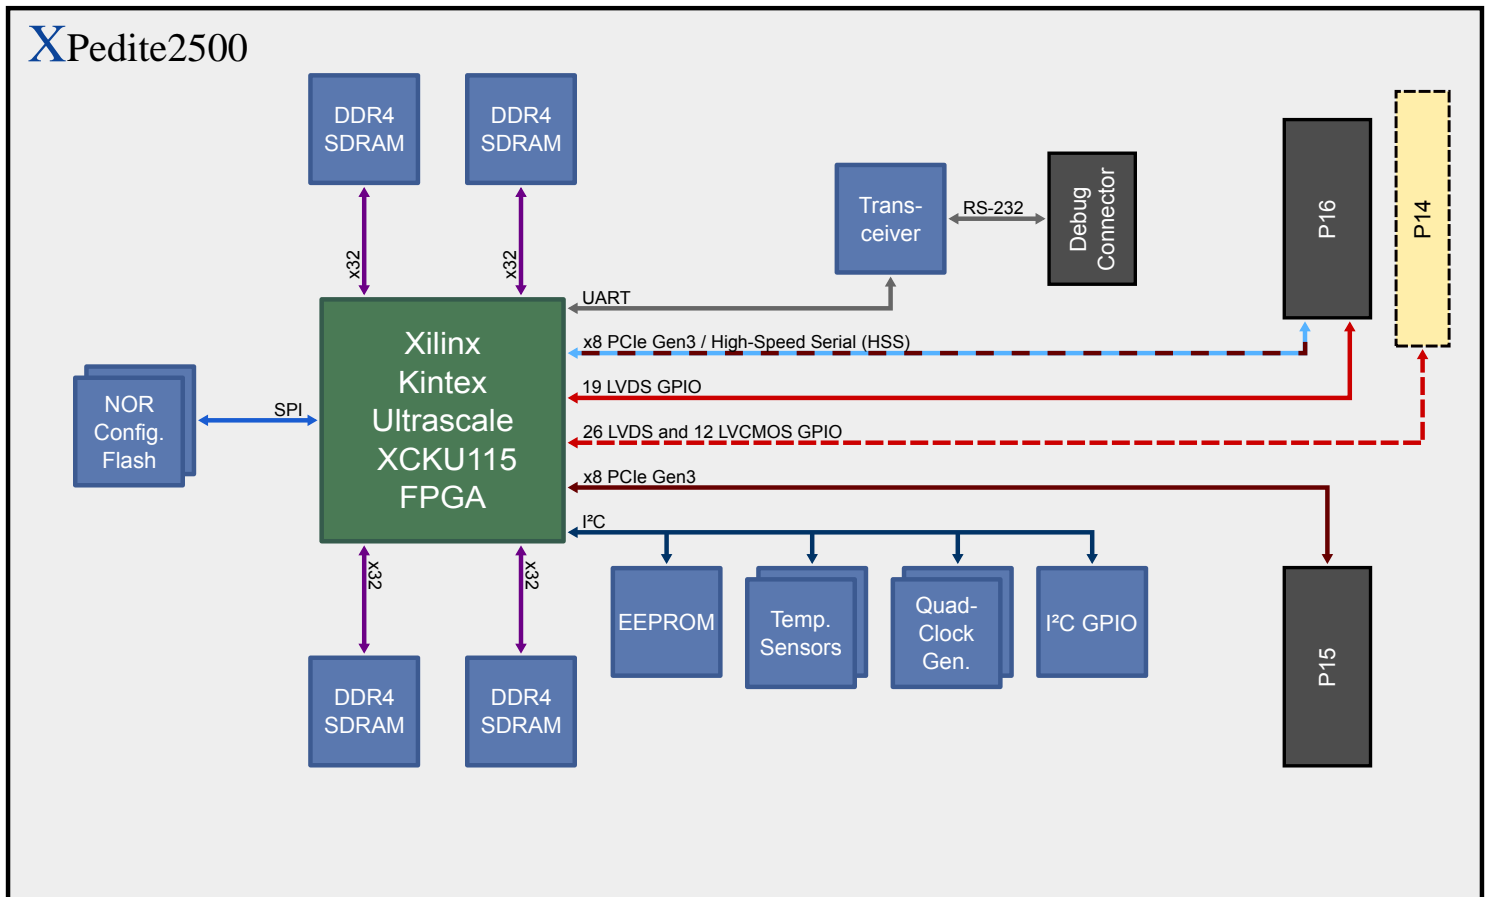 XPedite2500
DDR4
SDRAM
DDR4
SDRAM
x32
x32
Trans-
ceiver
RS-232
Debug
Connector
P16
P14
UART
x8 PCIe Gen3 / High-Speed Serial (HSS)
19 LVDS GPIO
26 LVDS and 12 LVCMOS GPIO
x8 PCIe Gen3
I²C
NOR
Config.
Flash
SPI
Xilinx
Kintex
Ultrascale
XCKU115
FPGA
x32
x32
DDR4
SDRAM
DDR4
SDRAM
EEPROM
Temp.
Sensors
Quad-
Clock
Gen.
I²C GPIO
P15